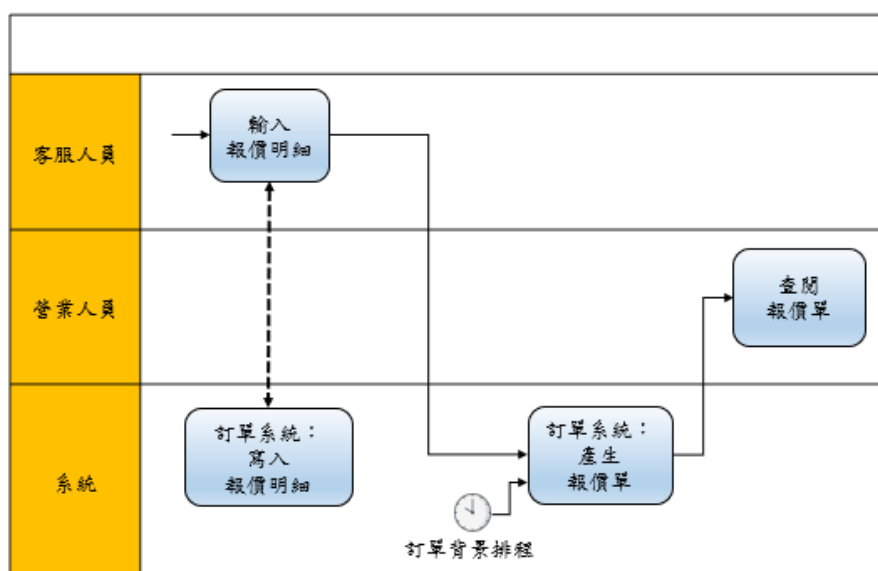 客服人員
輸入
報價明細
營業人員
查閱
報價單
系統
訂單系統：
寫入
報價明細
訂單系統：
產生
報價單
訂單背景排程